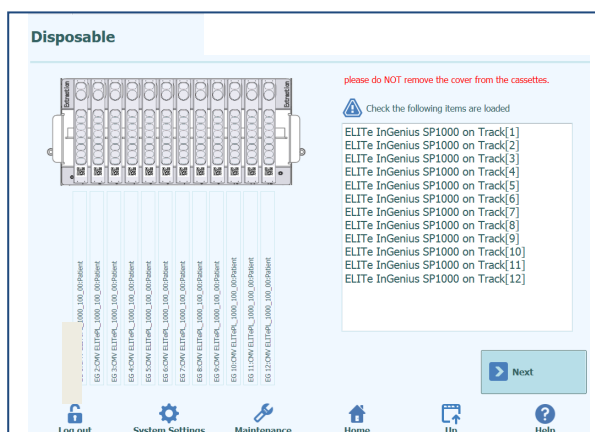 Disposable
please do NOT remove the cover from the cassettes.
Check the following items are loaded
Extraction
Extraction
ELITe InGenius SP1000 on Track[1]
ELITe InGenius SP1000 on Track[2]
ELITe InGenius SP1000 on Track[3]
ELITe InGenius SP1000 on Track[4]
ELITe InGenius SP1000 on Track[5]
ELITe InGenius SP1000 on Track[6]
ELITe InGenius SP1000 on Track[7]
ELITe InGenius SP1000 on Track[8]
ELITe InGenius SP1000 on Track[9]
ELITe InGenius SP1000 on Track[10]
ELITe InGenius SP1000 on Track[11]
ELITe InGenius SP1000 on Track[12]
_1000_100_00:Patient
EG 2:CMV ELITePL_1000_100_00:Patient
EG 3:CMV ELITePL_1000_100_00:Patient
EG 4:CMV ELITePL_1000_100_00:Patient
EG 5:CMV ELITePL_1000_100_00:Patient
EG 6:CMV ELITePL_1000_100_00:Patient
EG 7:CMV ELITePL_1000_100_00:Patient
EG 8:CMV ELITePL_1000_100_00:Patient
EG 9:CMV ELITePL_1000_100_00:Patient
EG 10:CMV ELITePL_1000_100_00:Patient
EG 11:CMV ELITePL_1000_100_00:Patient
EG 12:CMV ELITePL_1000_100_00:Patient
Next
Log out
System Settings
Maintenance
Home
Up
Help